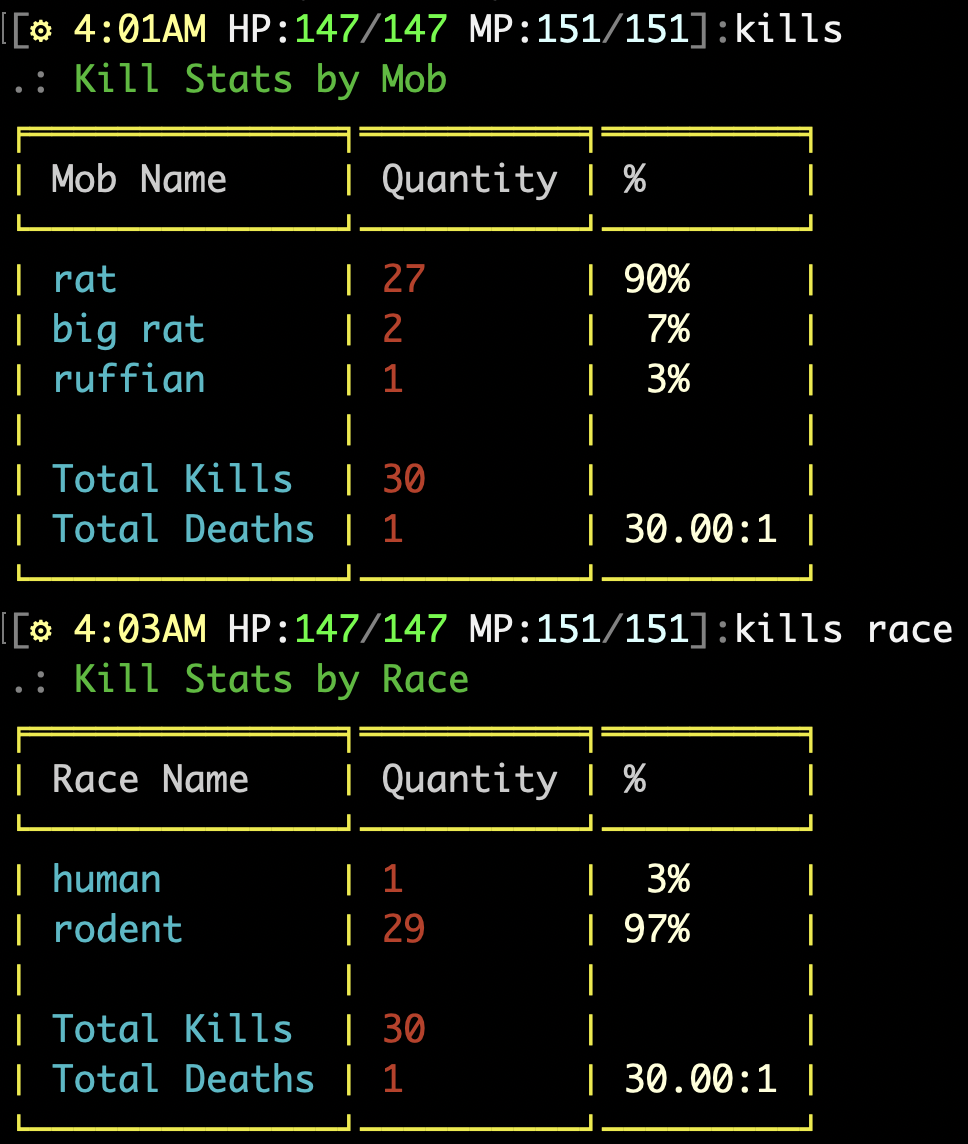 [⚙ 4:01AM HP:147/147 MP:151/151]:kills
.: Kill Stats by Mob
Mob Name Quantity %
rat 27 90%
big rat 2 7%
ruffian 1 3%
Total Kills 30
Total Deaths 1 30.00:1
[⚙ 4:03AM HP:147/147 MP:151/151]:kills race
.: Kill Stats by Race
Race Name Quantity %
human 1 3%
rodent 29 97%
Total Kills 30
Total Deaths 1 30.00:1